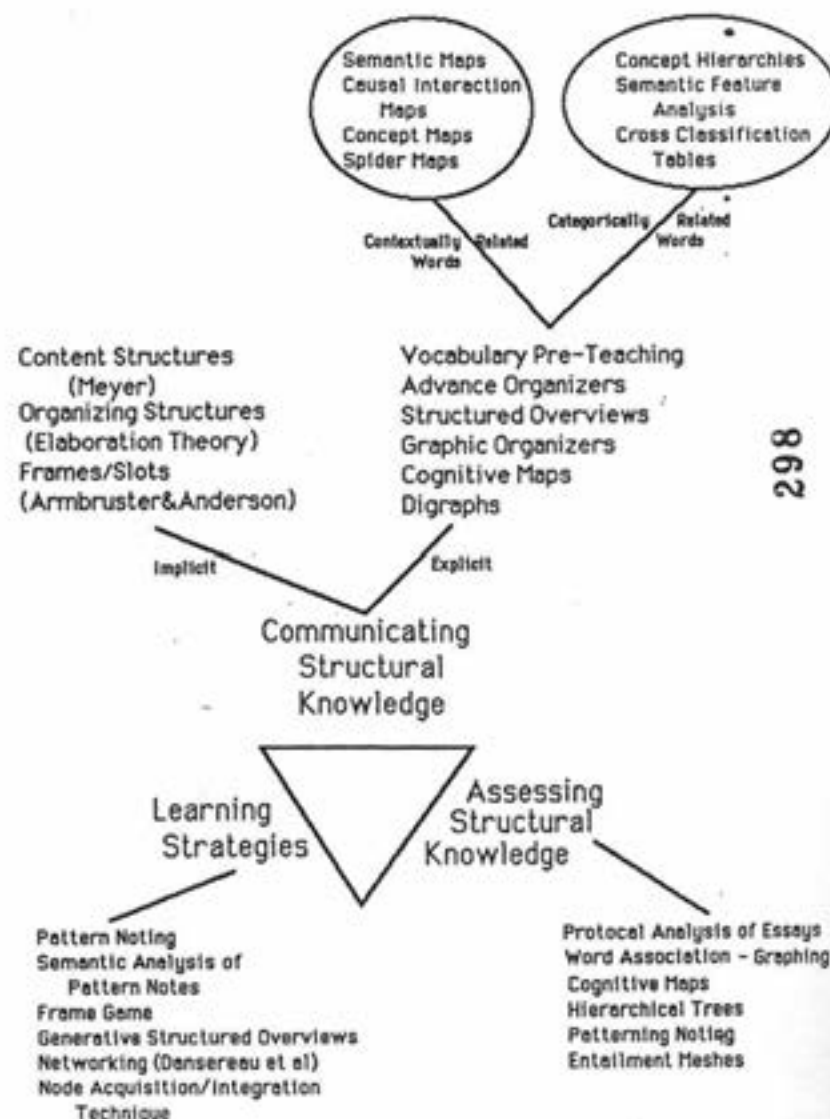 Semantic Maps
Causal Interaction
Maps
Concept Maps
Spider Maps
Concept Hierarchies
Semantic Feature
Analysis
Cross Classification
Tables
Contextually Related
Words
Categorically Related
Words
Content Structures
(Meyer)
Organizing Structures
(Elaboration Theory)
Frames/Slots
(Armbruster&Anderson)
Vocabulary Pre-Teaching
Advance Organizers
Structured Overviews
Graphic Organizers
Cognitive Maps
Digraphs
298
Implicit
Explicit
Communicating
Structural
Knowledge
Learning
Strategies
Assessing
Structural
Knowledge
Pattern Noting
Semantic Analysis of
Pattern Notes
Frame Game
Generative Structured Overviews
Networking (Dansereau et al)
Node Acquisition/Integration
Technique
Protocal Analysis of Essays
Word Association - Graphing
Cognitive Maps
Hierarchical Trees
Patterning Noting
Entailment Meshes